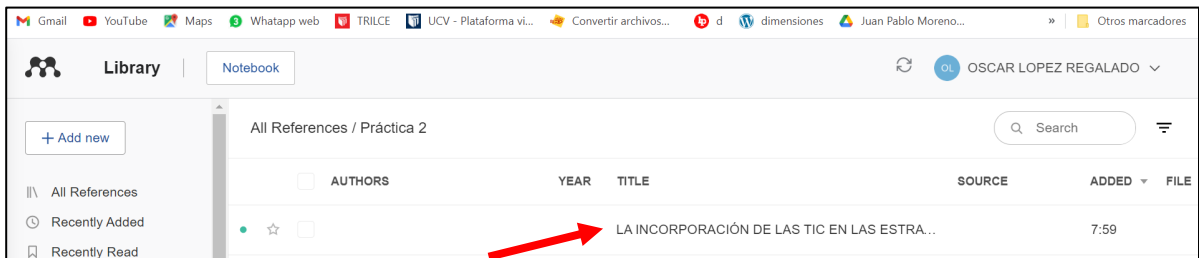 Gmail YouTube Maps 3 Whatapp web TRILCE UCV - Plataforma vi... Convertir archivos... d dimensiones Juan Pablo Moreno... » Otros marcadores
Library Notebook OL OSCAR LOPEZ REGALADO
+ Add new All References / Práctica 2 Search
AUTHORS YEAR TITLE SOURCE ADDED FILE
All References
Recently Added LA INCORPORACIÓN DE LAS TIC EN LAS ESTRA... 7:59
Recently Read